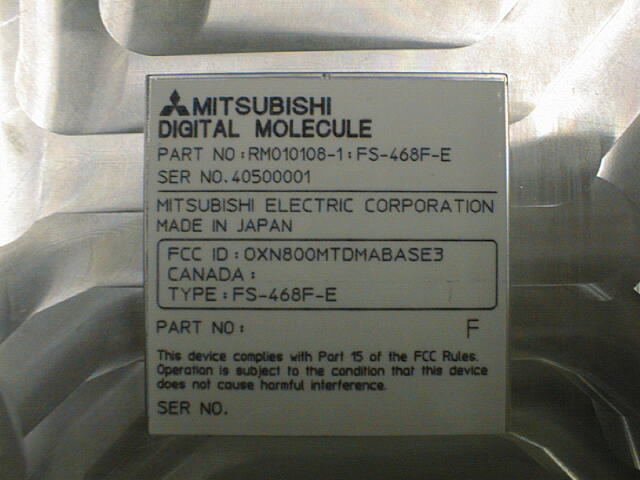 MITSUBISHI
DIGITAL MOLECULE
PART NO:RM010108-1:FS-468F-E
SER NO.40500001
MITSUBISHI ELECTRIC CORPORATION
MADE IN JAPAN
FCC ID:OXN800MTDMABASE3
CANADA:
TYPE:FS-468F-E
PART NO: F
This device complies with Part 15 of the FCC Rules.
Operation is subject to the condition that this device
does not cause harmful interference.
SER NO.